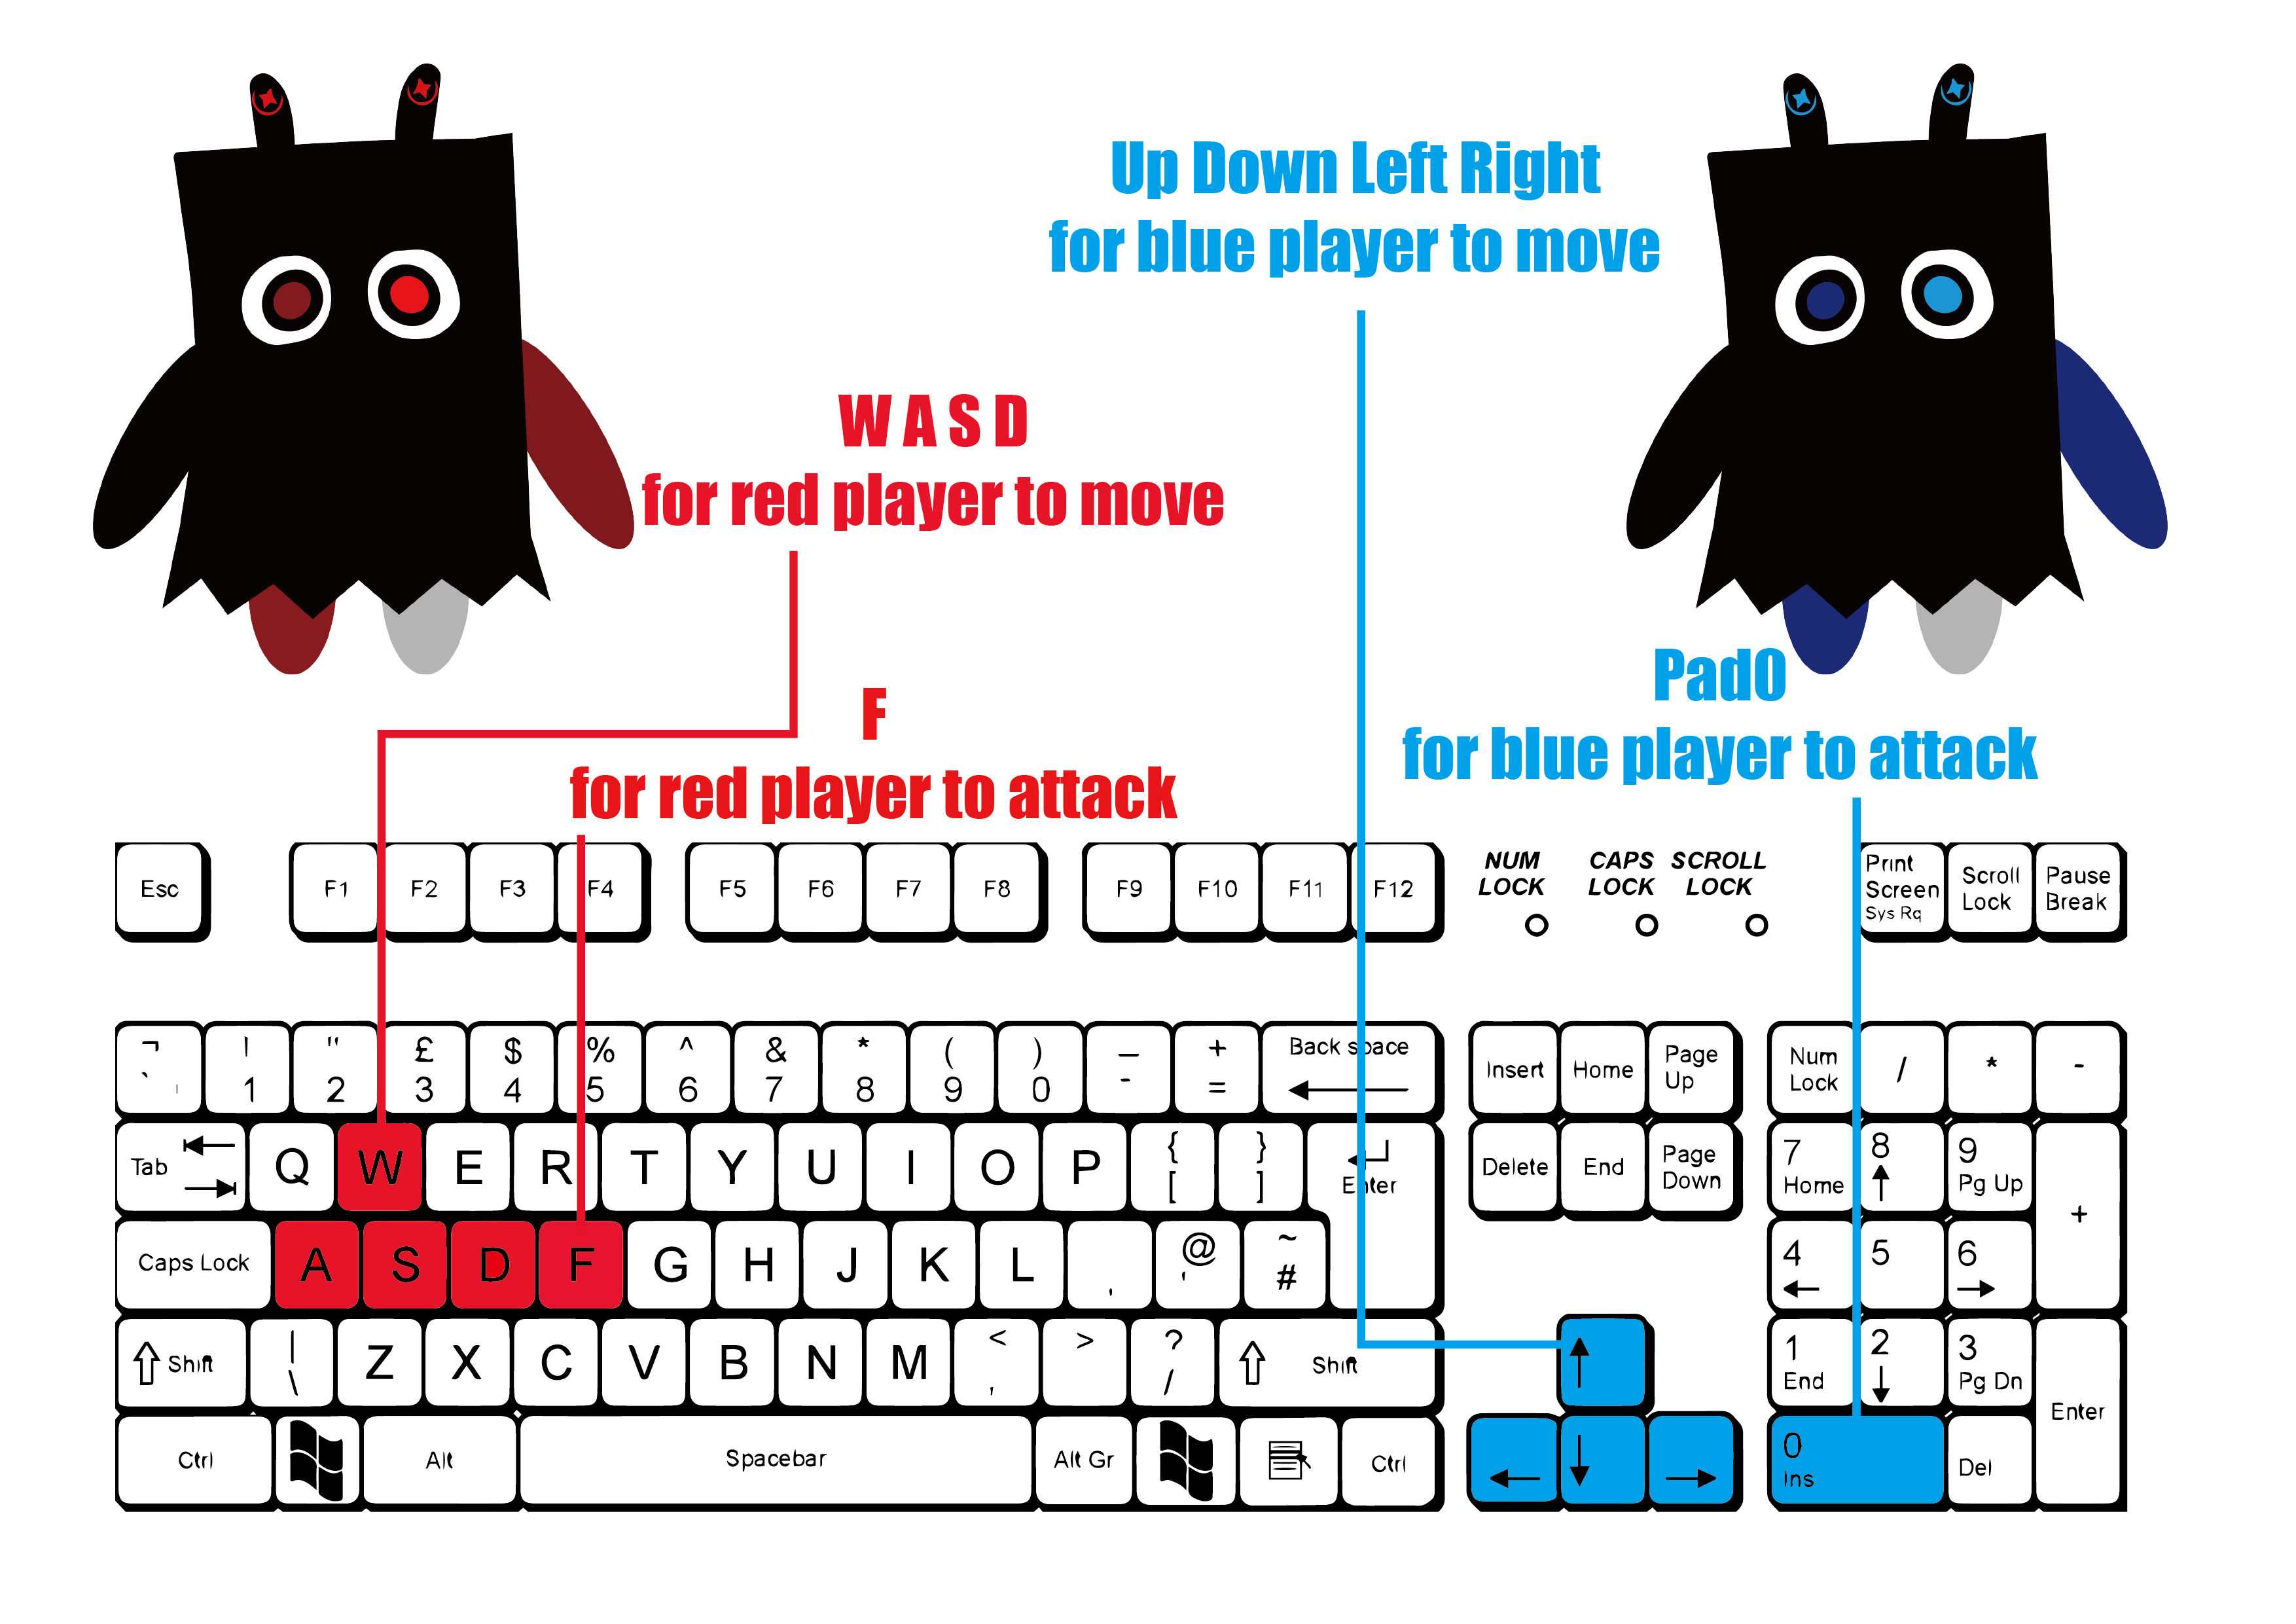 Up Down Left Right
for blue player to move
W A S D
for red player to move
Pad0
for blue player to attack
F
for red player to attack
Esc F1 F2 F3 F4 F5 F6 F7 F8 F9 F10 F11 F12
NUM LOCK
CAPS LOCK
SCROLL LOCK
Print Screen Sys Rq
Scroll Lock
Pause Break
¬ ! " £ $ % ^ & * ( ) _ +
` 1 2 3 4 5 6 7 8 9 0 - =
Back space
Insert Home Page Up
Num Lock / * -
Tab Q W E R T Y U I O P { [ } ] Enter
Delete End Page Down
7 Home 8 ↑ 9 Pg Up +
Caps Lock A S D F G H J K L , @ ' ~ #
4 ← 5 6 →
Shift | \ Z X C V B N M < , > ? / Shift
↑
1 End 2 ↓ 3 Pg Dn Enter
Ctrl Alt Spacebar Alt Gr Ctrl
← ↓ →
0 Ins Del